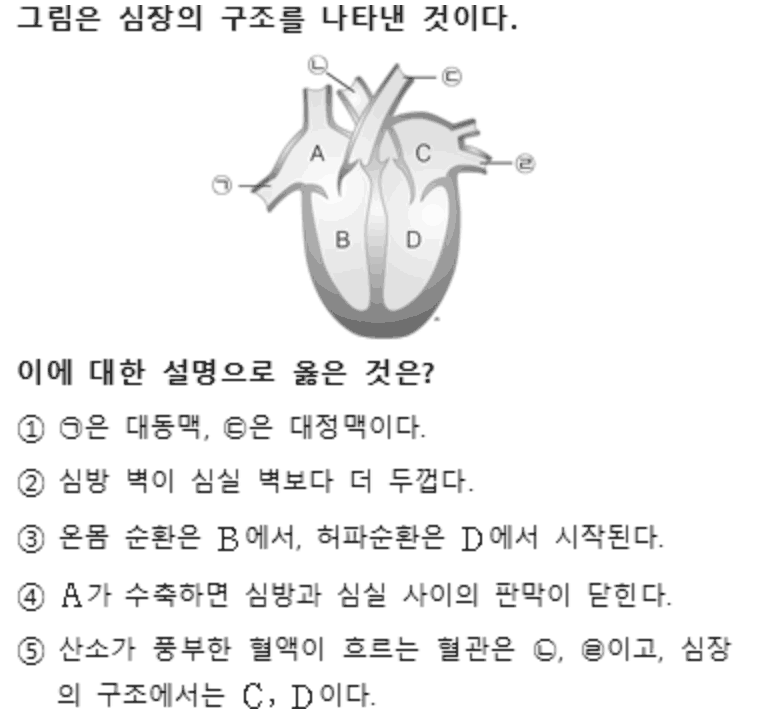 그림은 심장의 구조를 나타낸 것이다.
㉡
㉢
A
C
㉣
㉠
B
D
이에 대한 설명으로 옳은 것은?
① ㉠은 대동맥, ㉢은 대정맥이다.
② 심방 벽이 심실 벽보다 더 두껍다.
③ 온몸 순환은 B에서, 허파순환은 D에서 시작된다.
④ A가 수축하면 심방과 심실 사이의 판막이 닫힌다.
⑤ 산소가 풍부한 혈액이 흐르는 혈관은 ㉡, ㉣이고, 심장
의 구조에서는 C, D이다.